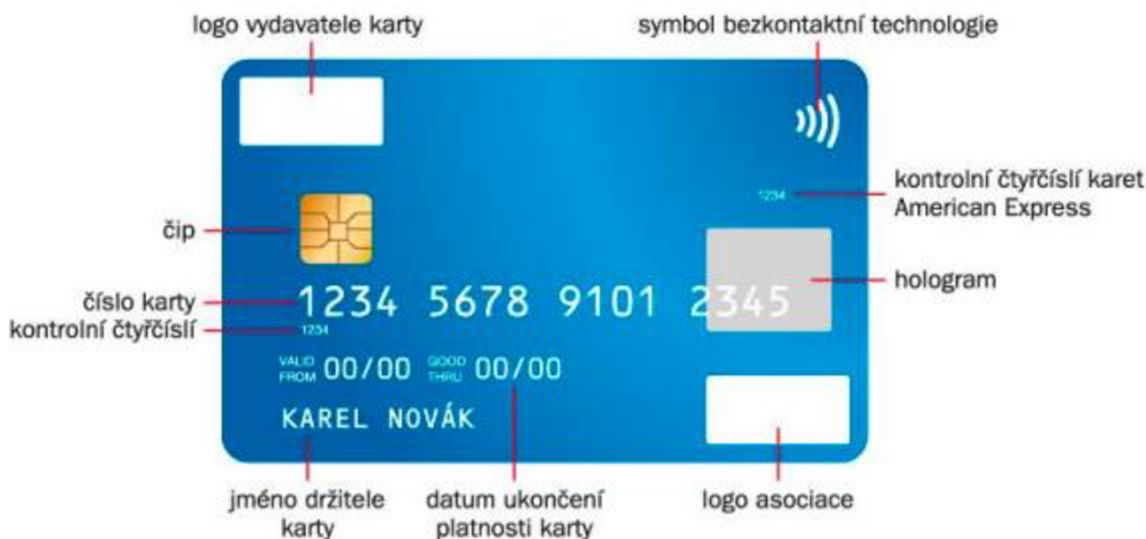 logo vydavatele karty
symbol bezkontaktní technologie
1234
kontrolní čtyřčíslí karet
American Express
čip
hologram
číslo karty
1234 5678 9101 2345
kontrolní čtyřčíslí
1234
VALID FROM 00/00 GOOD THRU 00/00
KAREL NOVÁK
jméno držitele
karty
datum ukončení
platnosti karty
logo asociace